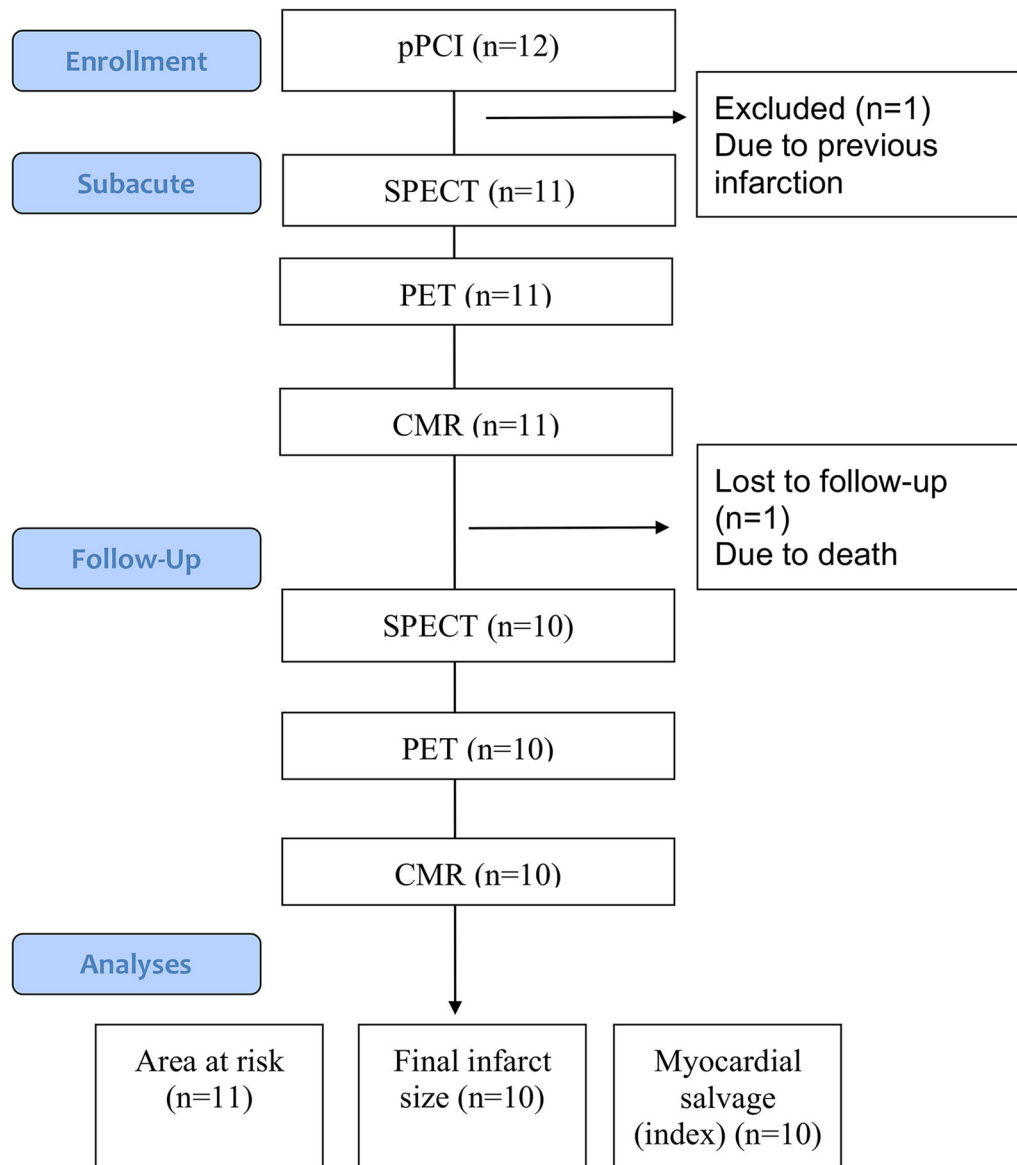 Enrollment
pPCI (n=12)
Excluded (n=1)
Due to previous
infarction
Subacute
SPECT (n=11)
PET (n=11)
CMR (n=11)
Lost to follow-up
(n=1)
Due to death
Follow-Up
SPECT (n=10)
PET (n=10)
CMR (n=10)
Analyses
Area at risk
(n=11)
Final infarct
size (n=10)
Myocardial
salvage
(index) (n=10)